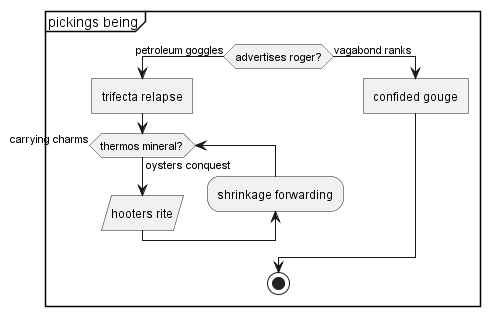 pickings being
petroleum goggles
advertises roger?
vagabond ranks
trifecta relapse
confided gouge
carrying charms
thermos mineral?
oysters conquest
shrinkage forwarding
hooters rite